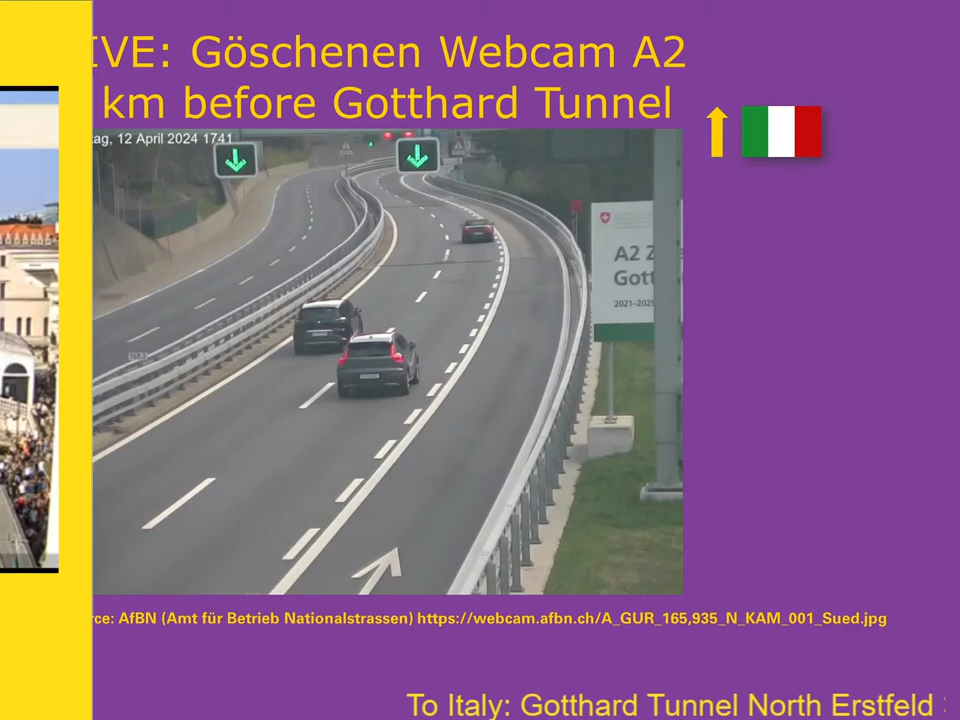 IVE: Göschenen Webcam A2
km before Gotthard Tunnel
tag, 12 April 2024 1741
A2 Z
Gott
2021–2029
rce: AfBN (Amt für Betrieb Nationalstrassen) https://webcam.afbn.ch/A_GUR_165,935_N_KAM_001_Sued.jpg
To Italy: Gotthard Tunnel North Erstfeld